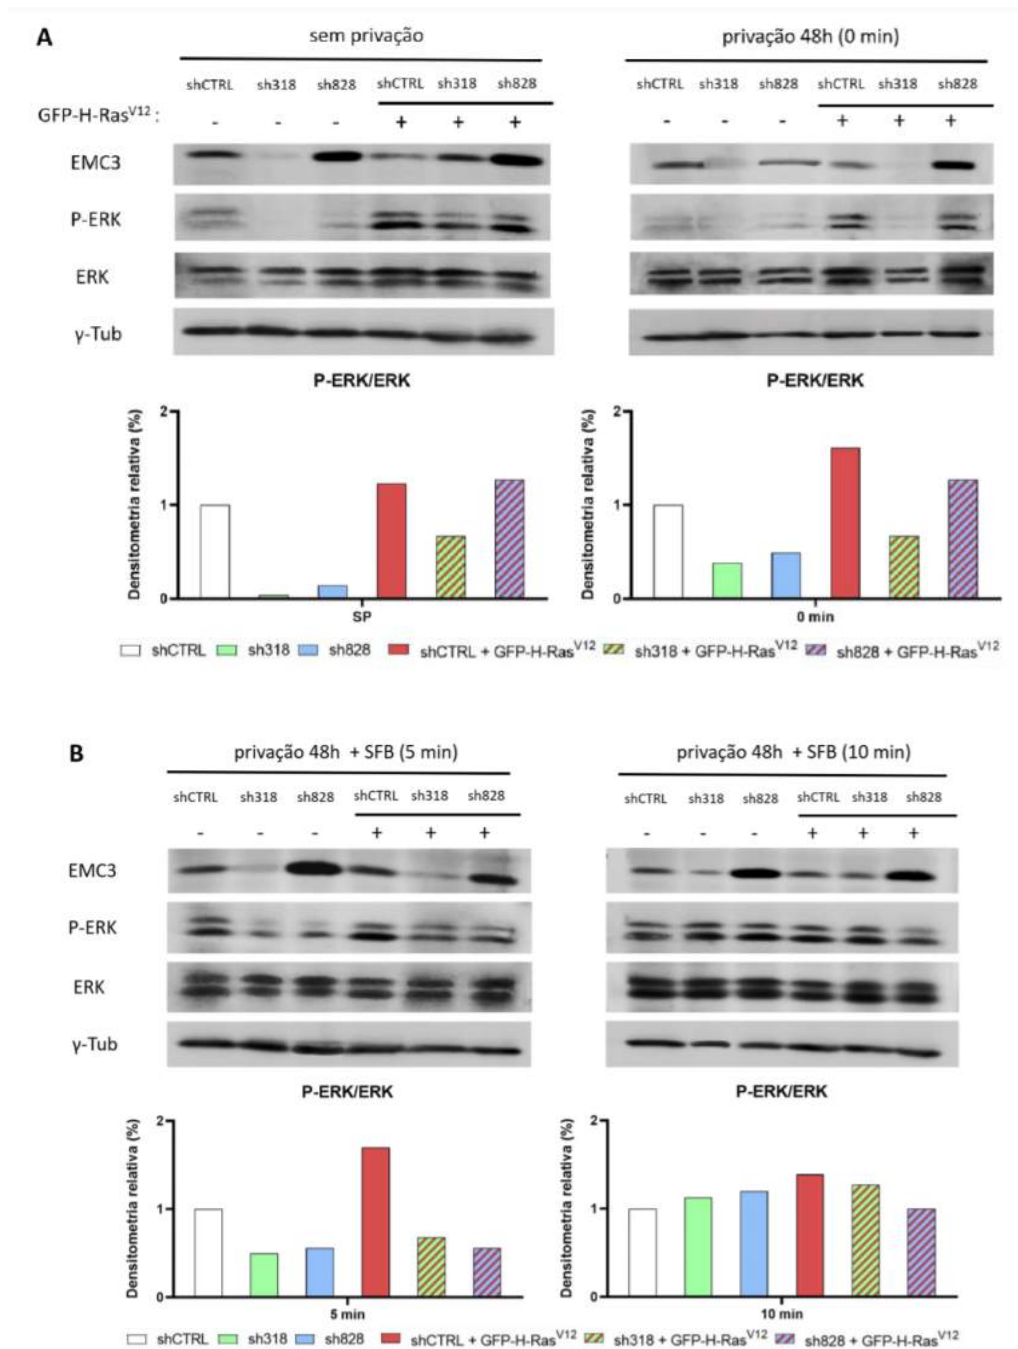 A
sem privação
privação 48h (0 min)
shCTRL sh318 sh828 shCTRL sh318 sh828
shCTRL sh318 sh828 shCTRL sh318 sh828
GFP-H-RasV12 :
- - - + + +
- - - + + +
EMC3
P-ERK
ERK
γ-Tub
P-ERK/ERK
P-ERK/ERK
Densitometria relativa (%)
2
1
0
SP
Densitometria relativa (%)
2
1
0
0 min
shCTRL sh318 sh828 shCTRL + GFP-H-RasV12 sh318 + GFP-H-RasV12 sh828 + GFP-H-RasV12
B
privação 48h + SFB (5 min)
privação 48h + SFB (10 min)
shCTRL sh318 sh828 shCTRL sh318 sh828
shCTRL sh318 sh828 shCTRL sh318 sh828
- - - + + +
- - - + + +
EMC3
P-ERK
ERK
γ-Tub
P-ERK/ERK
P-ERK/ERK
Densitometria relativa (%)
2
1
0
5 min
Densitometria relativa (%)
2
1
0
10 min
shCTRL sh318 sh828 shCTRL + GFP-H-RasV12 sh318 + GFP-H-RasV12 sh828 + GFP-H-RasV12